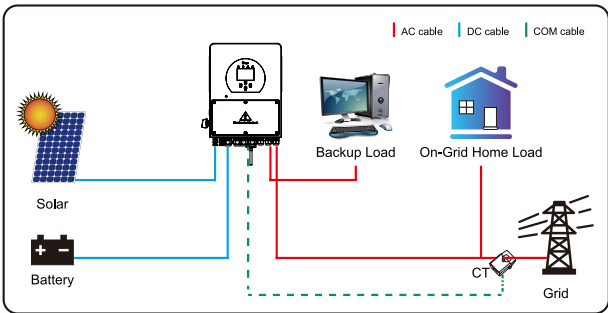 AC cable
DC cable
COM cable
Backup Load
On-Grid Home Load
Solar
Battery
CT
Grid